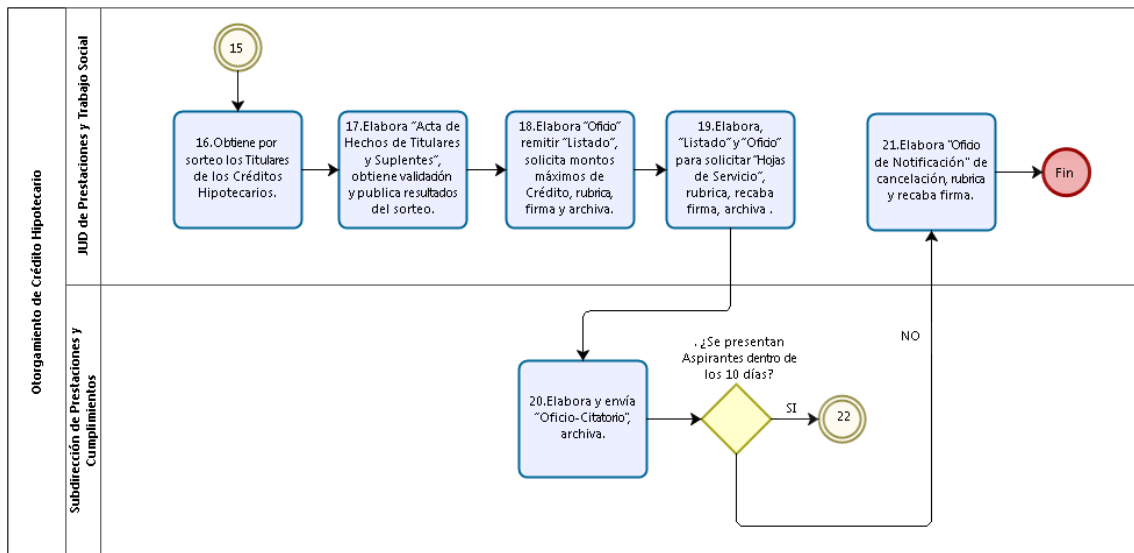 Otorgamiento de Crédito Hipotecario
JUD de Prestaciones y Trabajo Social
15
16.Obtiene por
sorteo los Titulares
de los Créditos
Hipotecarios.
17.Elabora "Acta de
Hechos de Titulares
y Suplentes",
obtiene validación
y publica resultados
del sorteo.
18.Elabora "Oficio"
remitir "Listado",
solicita montos
máximos de
Crédito, rubrica,
firma y archiva.
19.Elabora,
"Listado" y "Oficio"
para solicitar "Hojas
de Servicio",
rubrica, recaba
firma, archiva .
21.Elabora "Oficio
de Notificación" de
cancelación, rubrica
y recaba firma.
Fin
Subdirección de Prestaciones y
Cumplimientos
20.Elabora y envía
"Oficio-Citatorio",
archiva.
. ¿Se presentan
Aspirantes dentro de
los 10 días?
SI
22
NO